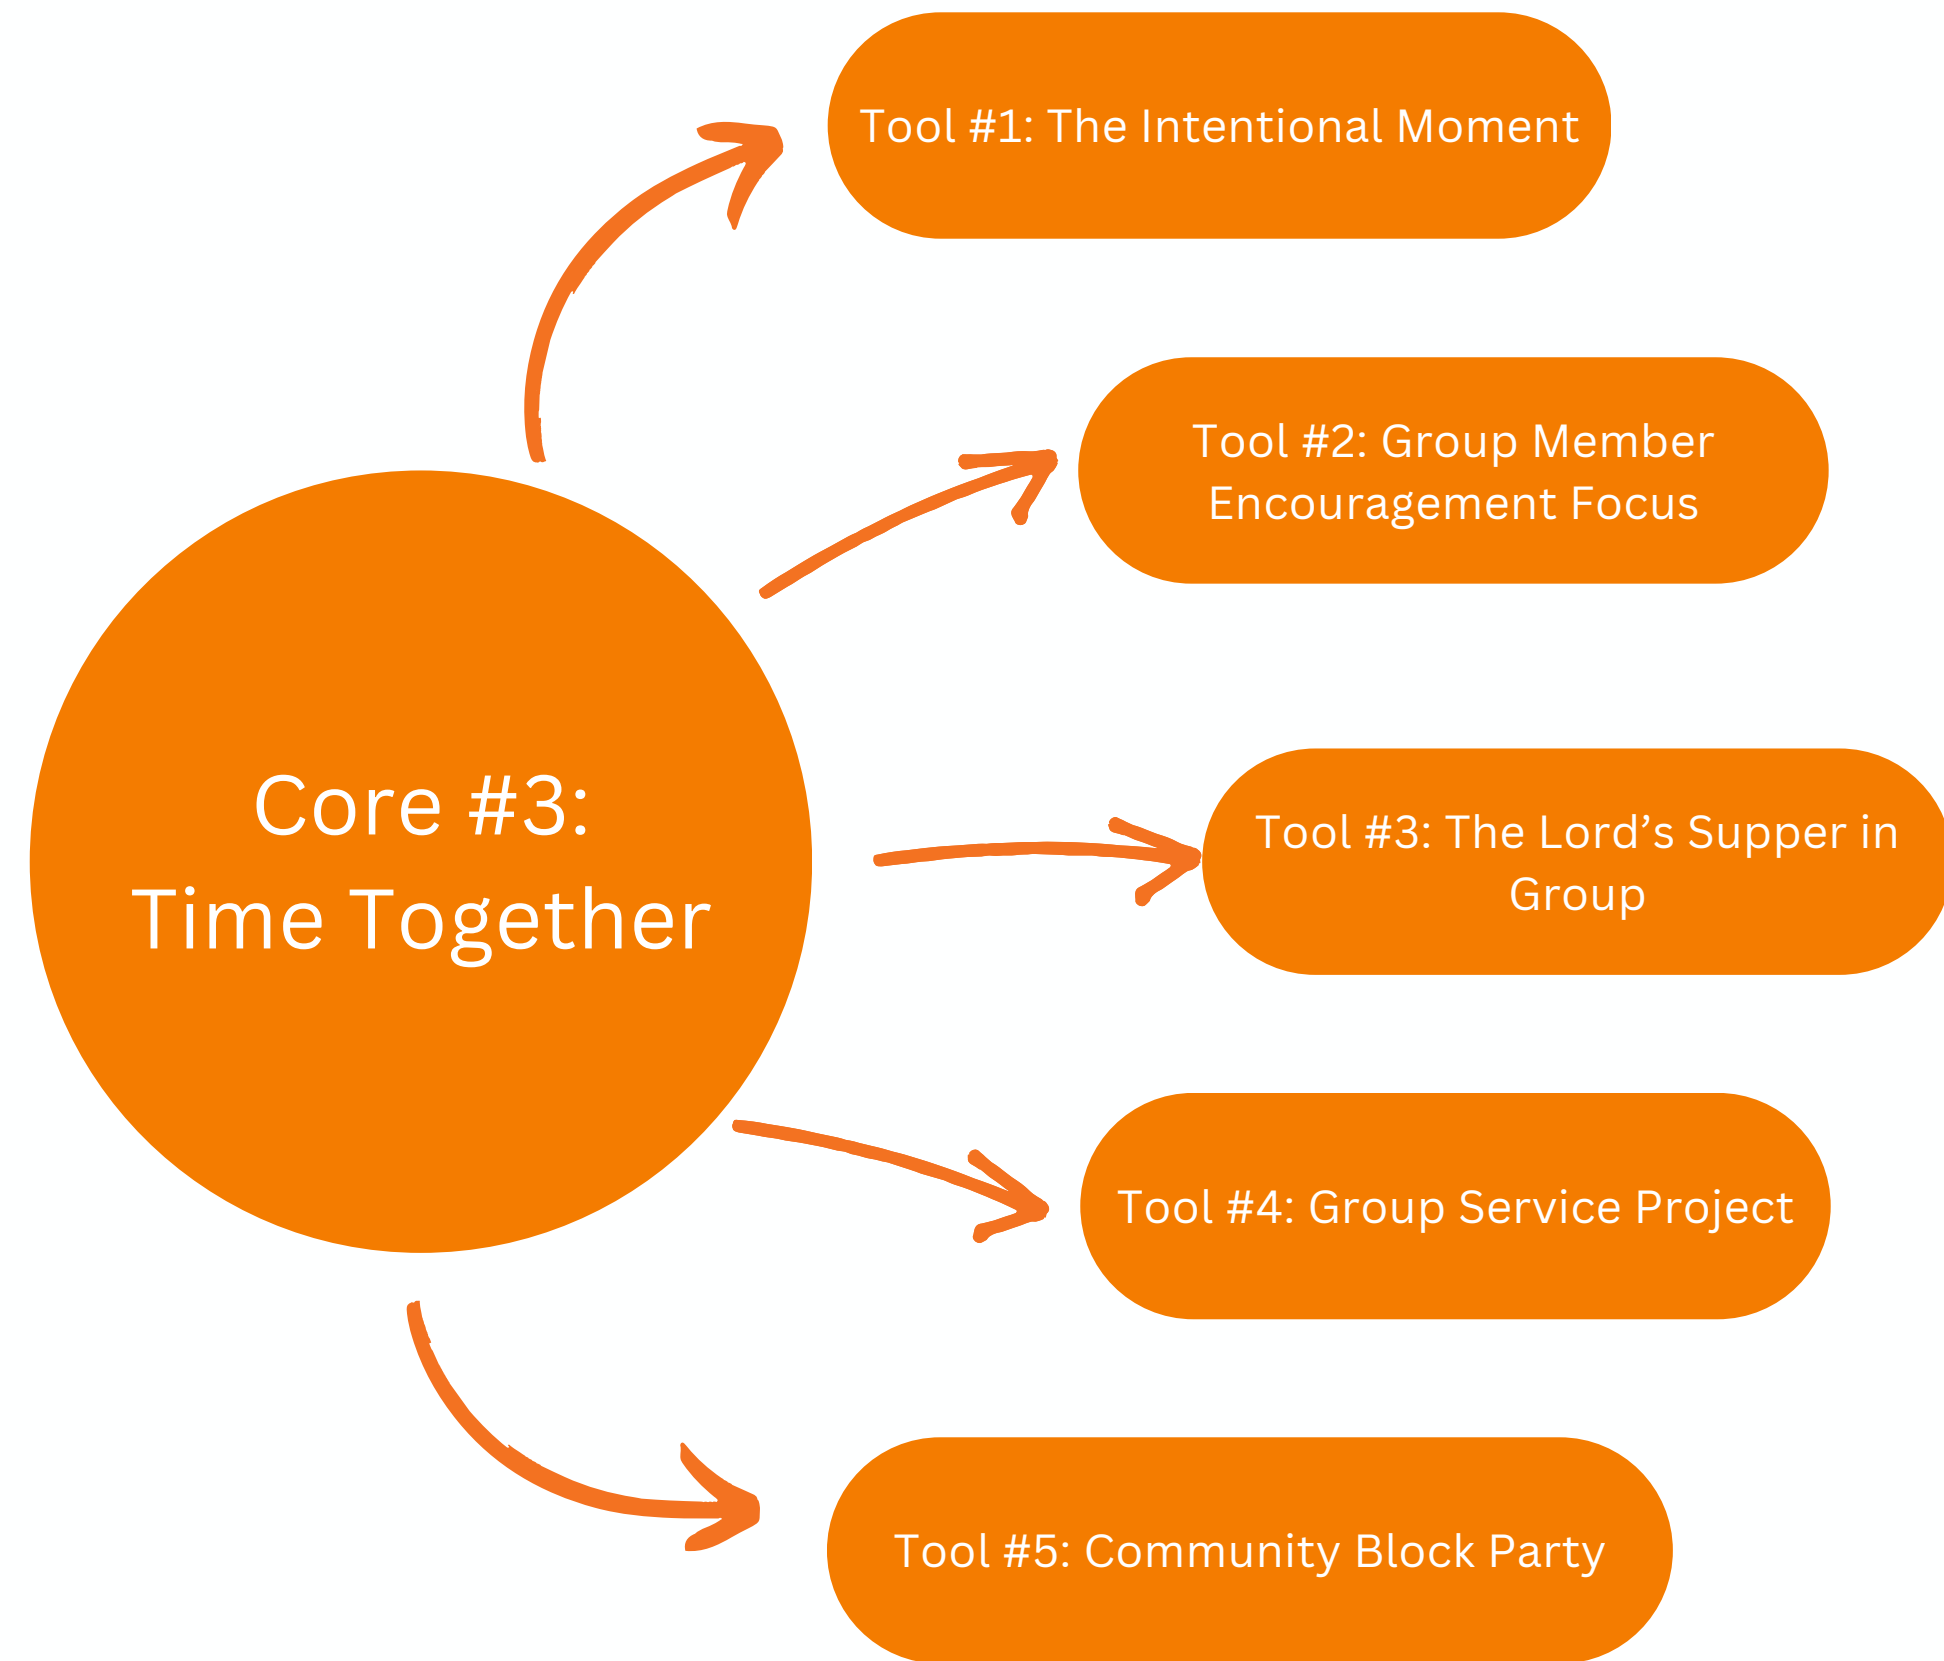 Tool #1: The Intentional Moment
Tool #2: Group Member
Encouragement Focus
Core #3:
Time Together
Tool #3: The Lord’s Supper in
Group
Tool #4: Group Service Project
Tool #5: Community Block Party